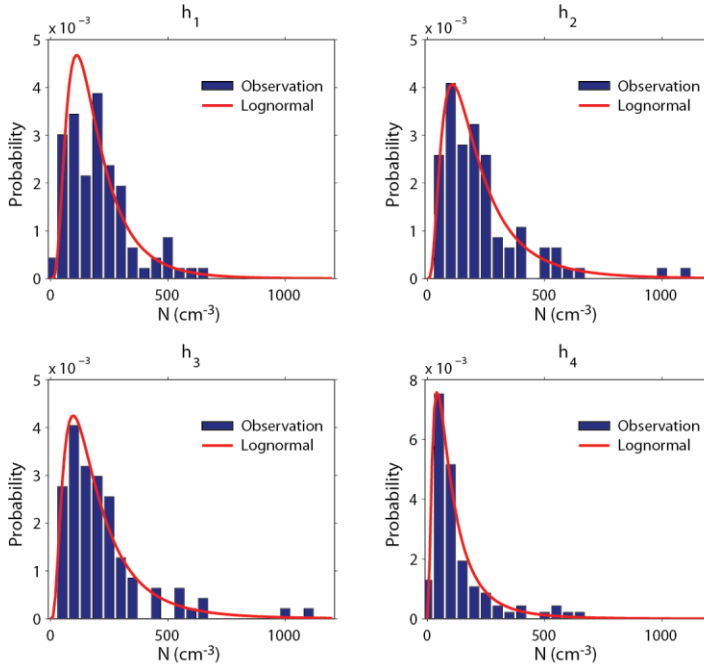 h₁
x 10⁻³
5
4
3
2
1
0
Probability
Observation
Lognormal
0 500 1000
N (cm⁻³)
h₂
x 10⁻³
5
4
3
2
1
0
Probability
Observation
Lognormal
0 500 1000
N (cm⁻³)
h₃
x 10⁻³
5
4
3
2
1
0
Probability
Observation
Lognormal
0 500 1000
N (cm⁻³)
h₄
x 10⁻³
8
6
4
2
0
Probability
Observation
Lognormal
0 500 1000
N (cm⁻³)